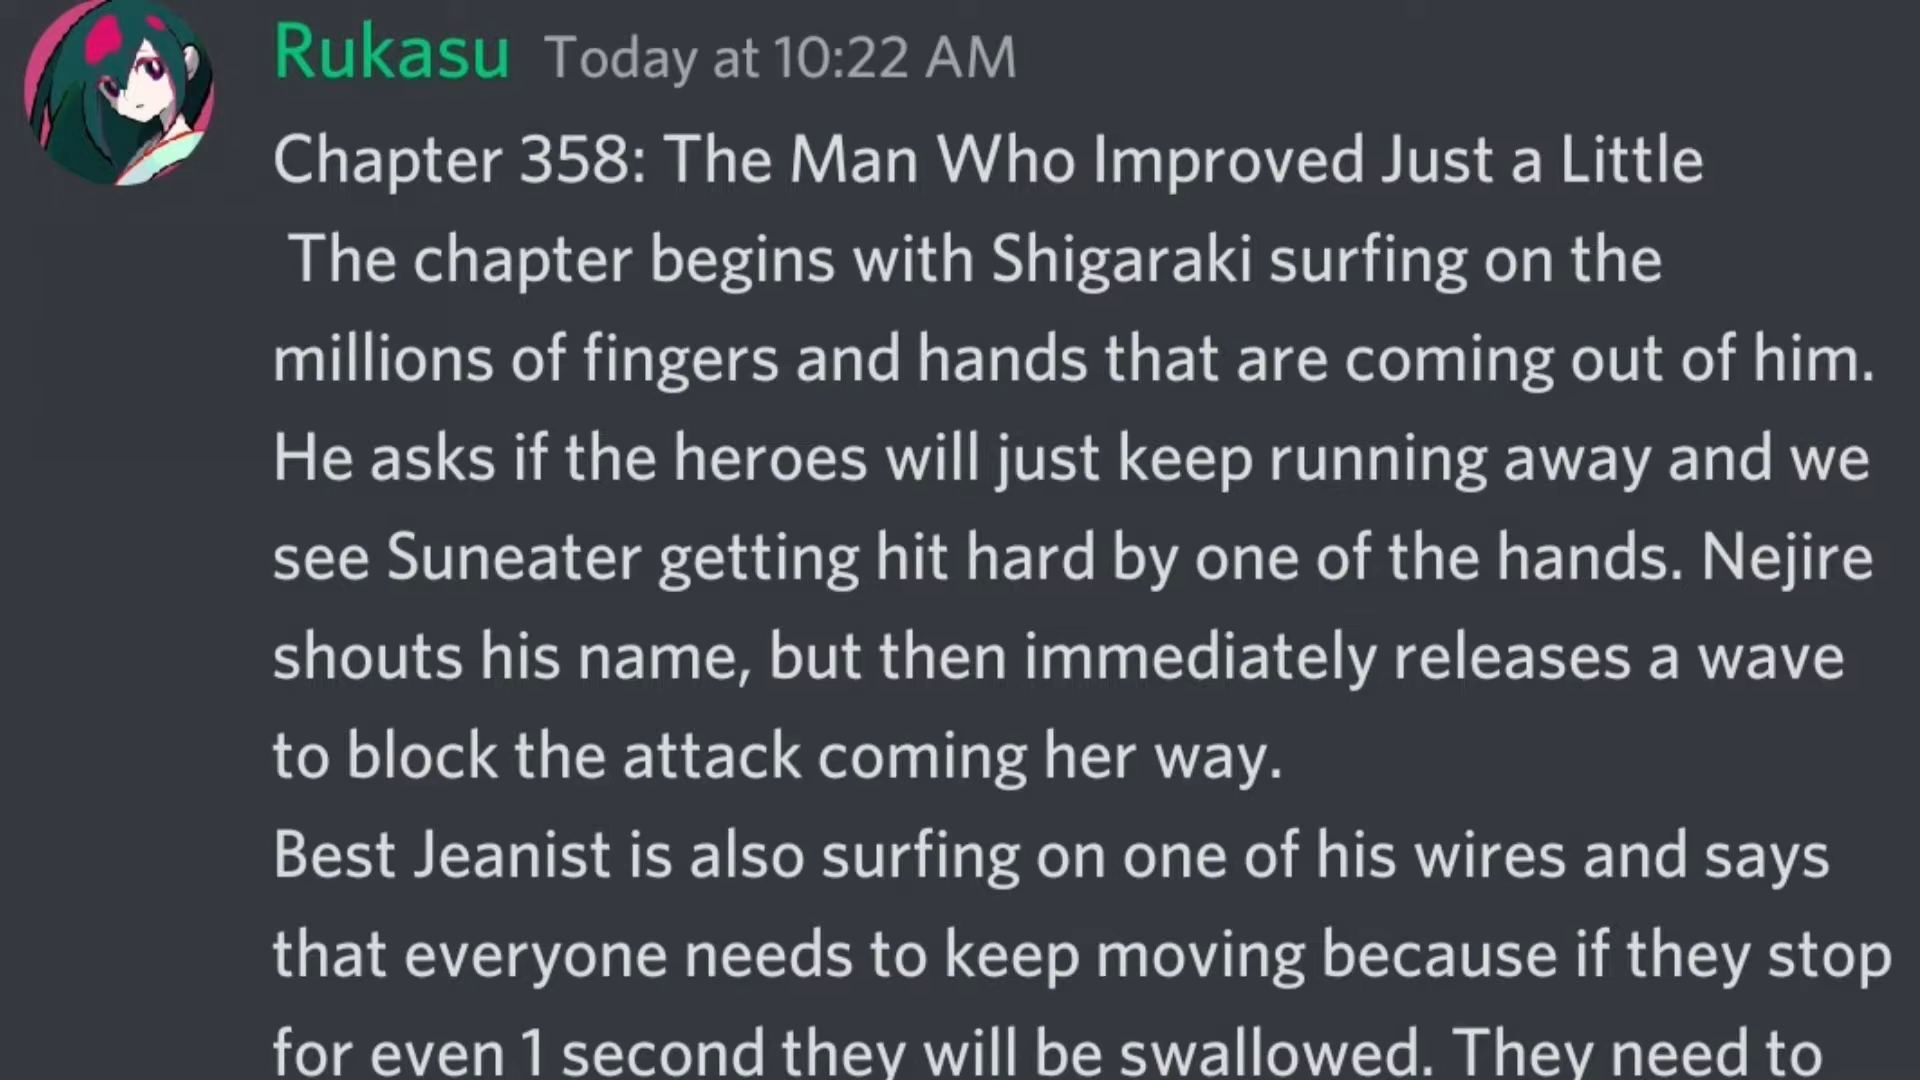 Rukasu Today at 10:22 AM
Chapter 358: The Man Who Improved Just a Little
The chapter begins with Shigaraki surfing on the
millions of fingers and hands that are coming out of him.
He asks if the heroes will just keep running away and we
see Suneater getting hit hard by one of the hands. Nejire
shouts his name, but then immediately releases a wave
to block the attack coming her way.
Best Jeanist is also surfing on one of his wires and says
that everyone needs to keep moving because if they stop
for even 1 second they will be swallowed. They need to